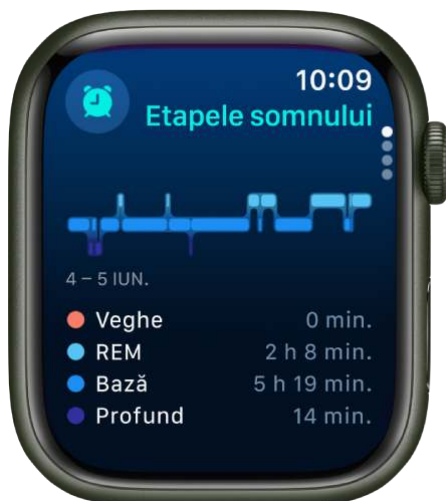 10:09
Etapele somnului
4 – 5 IUN.
Veghe 0 min.
REM 2 h 8 min.
Bază 5 h 19 min.
Profund 14 min.